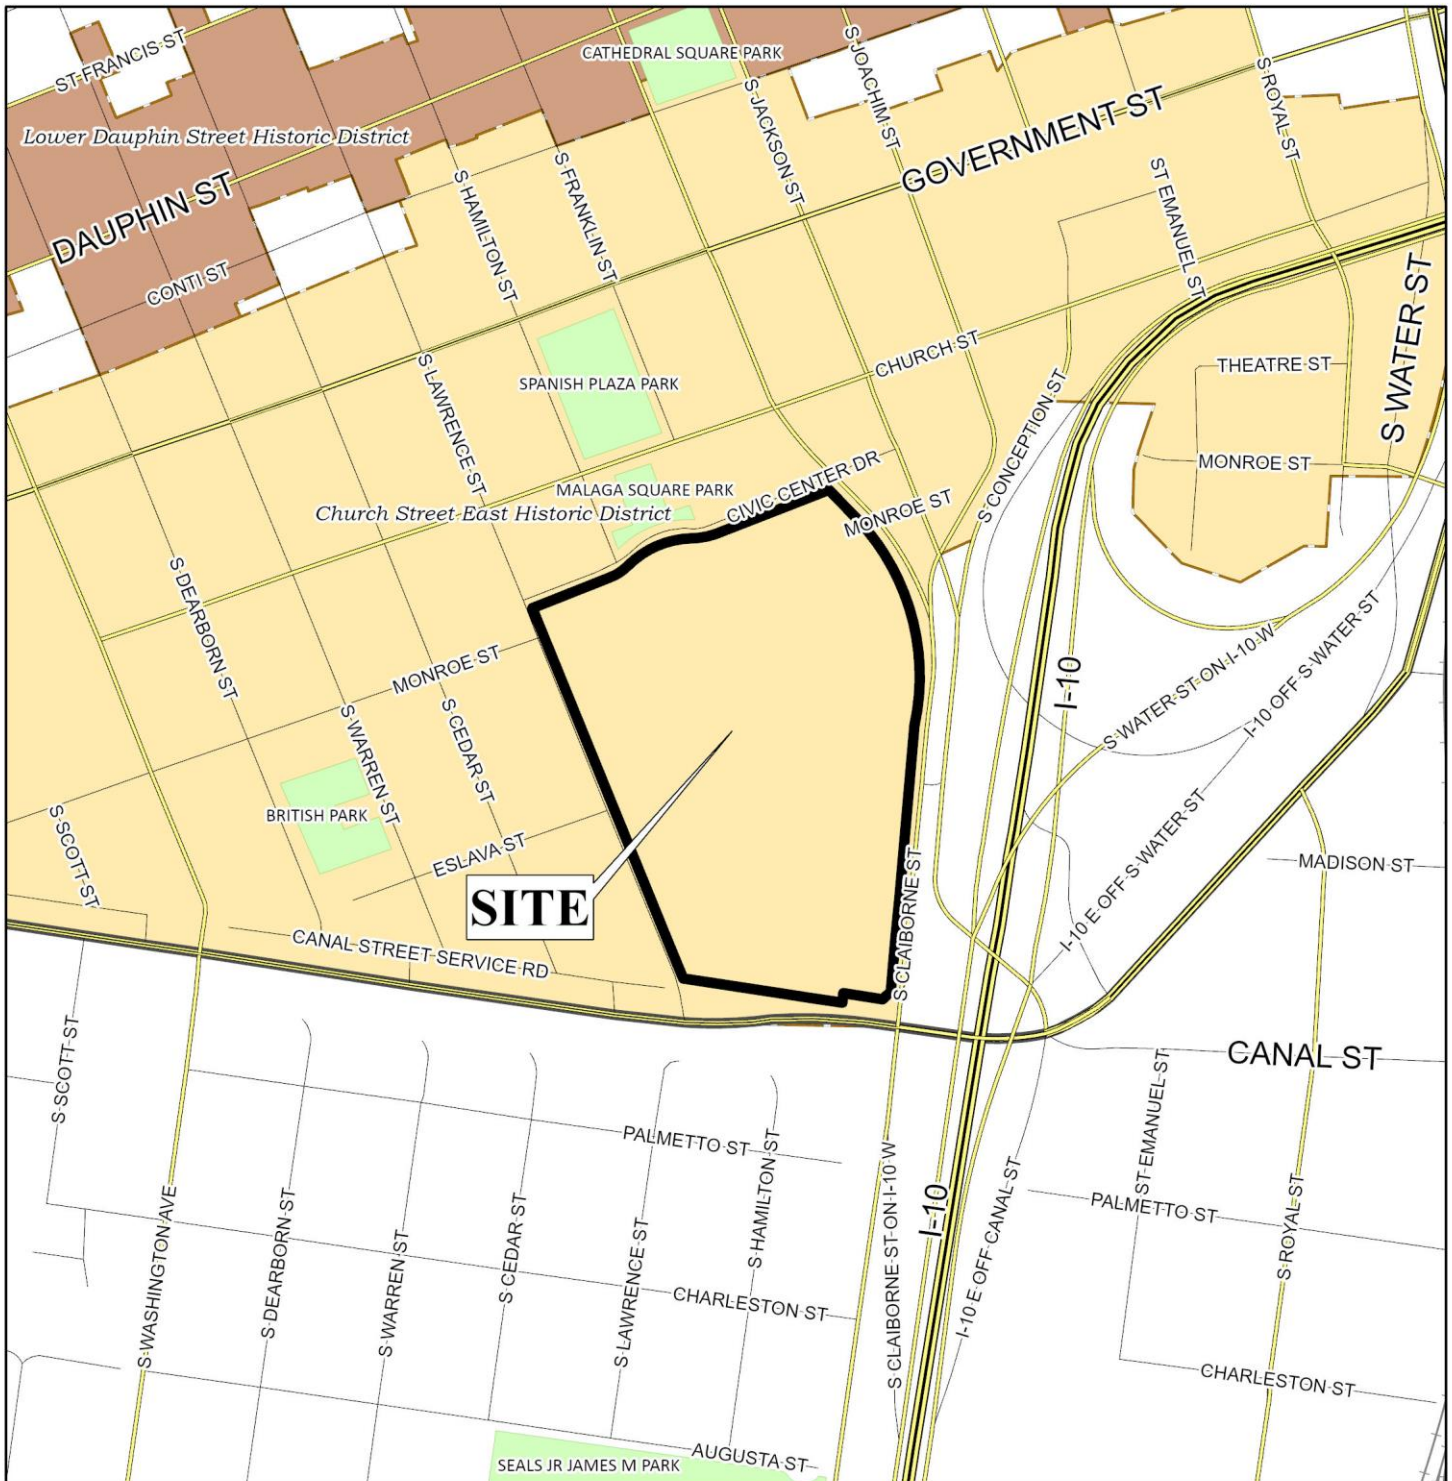 CATHEDRAL SQUARE PARK
ST FRANCIS ST
S JOACHIM ST
S ROYAL ST
S JACKSON ST
GOVERNMENT ST
Lower Dauphin Street Historic District
DAUPHIN ST
S HAMILTON ST
S FRANKLIN ST
ST EMANUEL ST
CONTI ST
S WATER ST
CHURCH ST
THEATRE ST
SPANISH PLAZA PARK
S LAWRENCE ST
S CONCEPTION ST
MONROE ST
MALAGA SQUARE PARK
CIVIC CENTER DR
Church Street East Historic District
MONROE ST
S DEARBORN ST
MONROE ST
I-10
S WATER ST ON I-10 W
I-10 OFF S WATER ST
S WARREN ST
S CEDAR ST
BRITISH PARK
S SCOTT ST
ESLAVA ST
I-10 E OFF S WATER ST
MADISON ST
SITE
S CLAIBORNE ST
CANAL STREET SERVICE RD
CANAL ST
S SCOTT ST
PALMETTO ST
S HAMILTON ST
ST EMANUEL ST
S WASHINGTON AVE
S DEARBORN ST
S WARREN ST
S CEDAR ST
S LAWRENCE ST
S CLAIBORNE ST ON I-10 W
I-10
I-10 E OFF CANAL ST
PALMETTO ST
S ROYAL ST
CHARLESTON ST
CHARLESTON ST
AUGUSTA ST
SEALS JR JAMES M PARK